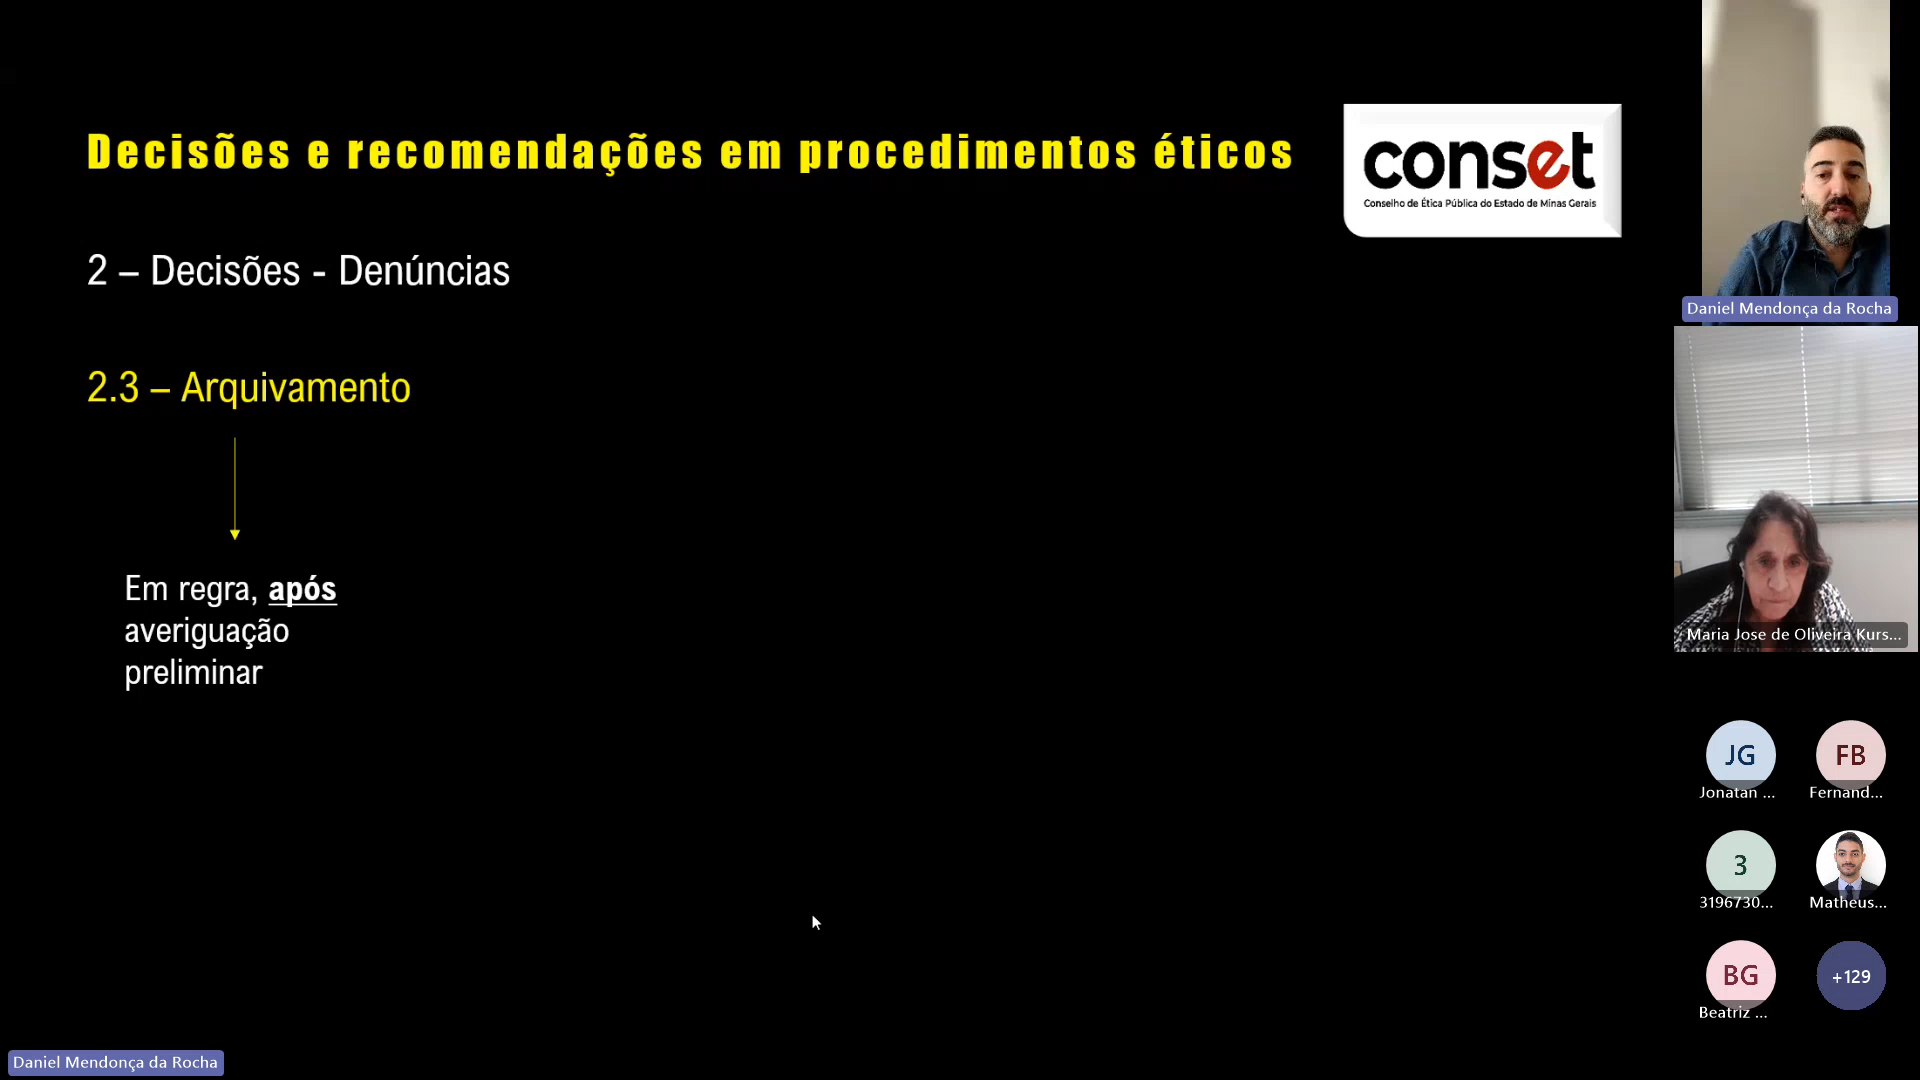 Decisões e recomendações em procedimentos éticos
conset
Conselho de Ética Pública do Estado de Minas Gerais
2 – Decisões - Denúncias
2.3 – Arquivamento
Em regra, após
averiguação
preliminar
Daniel Mendonça da Rocha
Maria Jose de Oliveira Kurs...
JG
Jonatan ...
FB
Fernand...
3
3196730...
Matheus...
BG
Beatriz ...
+129
Daniel Mendonça da Rocha